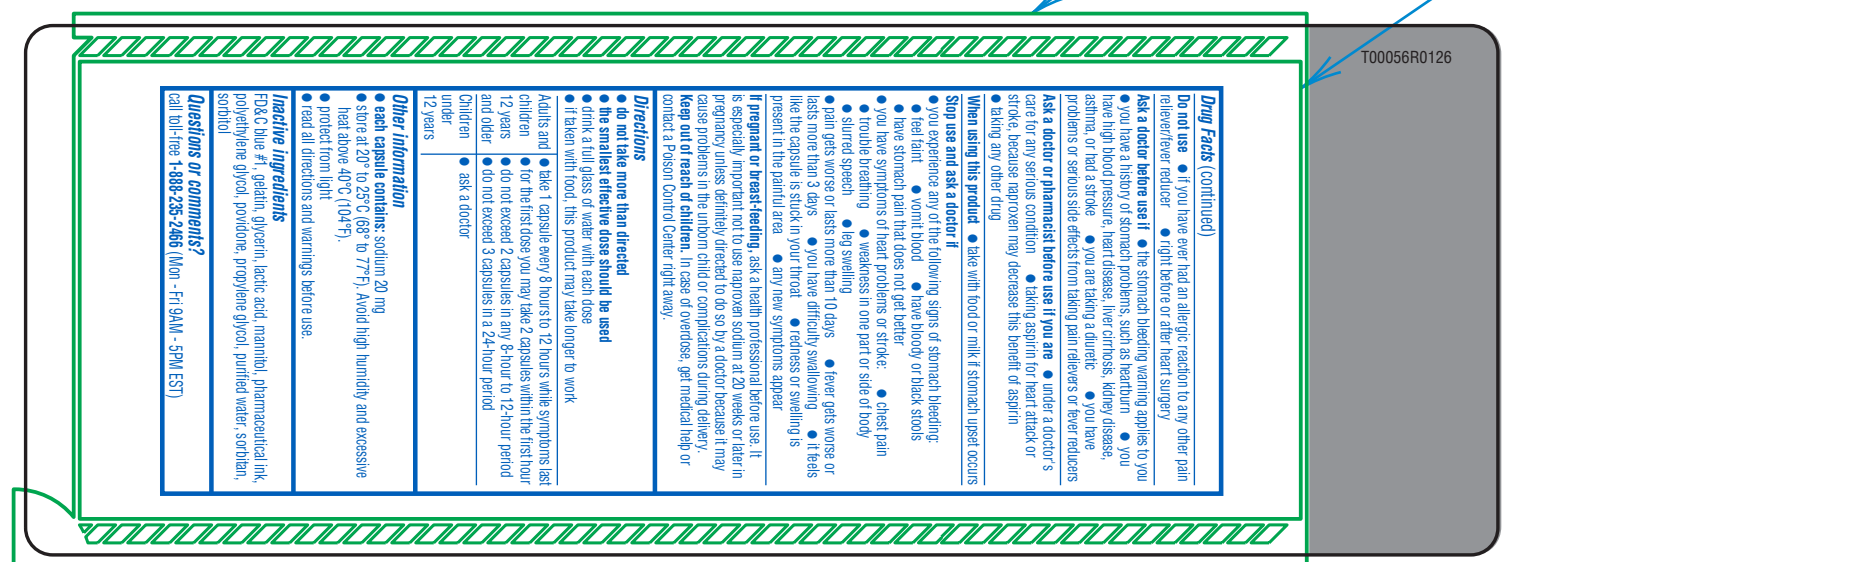 T00056R0126
Drug Facts (continued)
Do not use ● if you have ever had an allergic reaction to any other pain
reliever/fever reducer ● right before or after heart surgery
Ask a doctor before use if ● the stomach bleeding warning applies to you
● you have a history of stomach problems, such as heartburn ● you
have high blood pressure, heart disease, liver cirrhosis, kidney disease,
asthma, or had a stroke ● you are taking a diuretic ● you have
problems or serious side effects from taking pain relievers or fever reducers
Ask a doctor or pharmacist before use if you are ● under a doctor's
care for any serious condition ● taking aspirin for heart attack or
stroke, because naproxen may decrease this benefit of aspirin
● taking any other drug
When using this product ● take with food or milk if stomach upset occurs
Stop use and ask a doctor if
● you experience any of the following signs of stomach bleeding:
● feel faint ● vomit blood ● have bloody or black stools
● have stomach pain that does not get better
● you have symptoms of heart problems or stroke: ● chest pain
● trouble breathing ● weakness in one part or side of body
● slurred speech ● leg swelling
● pain gets worse or lasts more than 10 days ● fever gets worse or
lasts more than 3 days ● you have difficulty swallowing ● it feels
like the capsule is stuck in your throat ● redness or swelling is
present in the painful area ● any new symptoms appear
If pregnant or breast-feeding, ask a health professional before use. It
is especially important not to use naproxen sodium at 20 weeks or later in
pregnancy unless definitely directed to do so by a doctor because it may
cause problems in the unborn child or complications during delivery.
Keep out of reach of children. In case of overdose, get medical help or
contact a Poison Control Center right away.
Directions
● do not take more than directed
● the smallest effective dose should be used
● drink a full glass of water with each dose
● if taken with food, this product may take longer to work
Adults and ● take 1 capsule every 8 hours to 12 hours while symptoms last
children ● for the first dose you may take 2 capsules within the first hour
12 years ● do not exceed 2 capsules in any 8-hour to 12-hour period
and older ● do not exceed 3 capsules in a 24-hour period
Children ● ask a doctor
under
12 years
Other information
● each capsule contains: sodium 20 mg
● store at 20° to 25°C (68° to 77°F). Avoid high humidity and excessive
heat above 40°C (104°F).
● protect from light
● read all directions and warnings before use.
Inactive ingredients
FD&C blue #1, gelatin, glycerin, lactic acid, mannitol, pharmaceutical ink,
polyethylene glycol, povidone, propylene glycol, purified water, sorbitan,
sorbitol
Questions or comments?
call toll-free 1-888-235-2466 (Mon - Fri 9AM - 5PM EST)